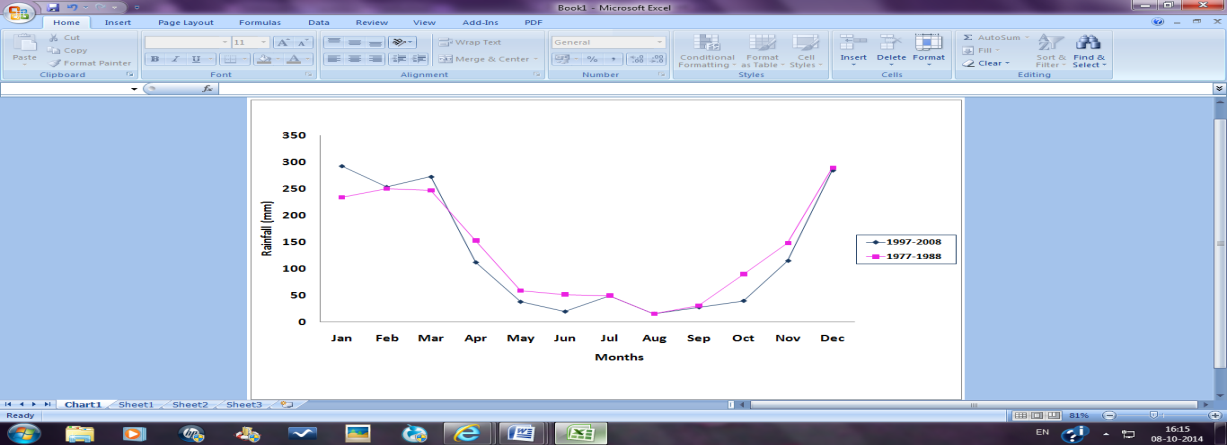 Book1 - Microsoft Excel
Home Insert Page Layout Formulas Data Review View Add-Ins PDF
Cut
Copy
Format Painter
Paste
11
B I U
Wrap Text
Merge & Center
General
Conditional Formatting
Format as Table
Cell Styles
Insert Delete Format
AutoSum
Fill
Clear
Sort & Filter
Find & Select
Clipboard Font Alignment Number Styles Cells Editing
fx
350
300
250
200
150
100
50
0
Rainfall (mm)
Jan Feb Mar Apr May Jun Jul Aug Sep Oct Nov Dec
Months
1997-2008
1977-1988
Chart1 Sheet1 Sheet2 Sheet3
Ready
81%
EN
16:15
08-10-2014